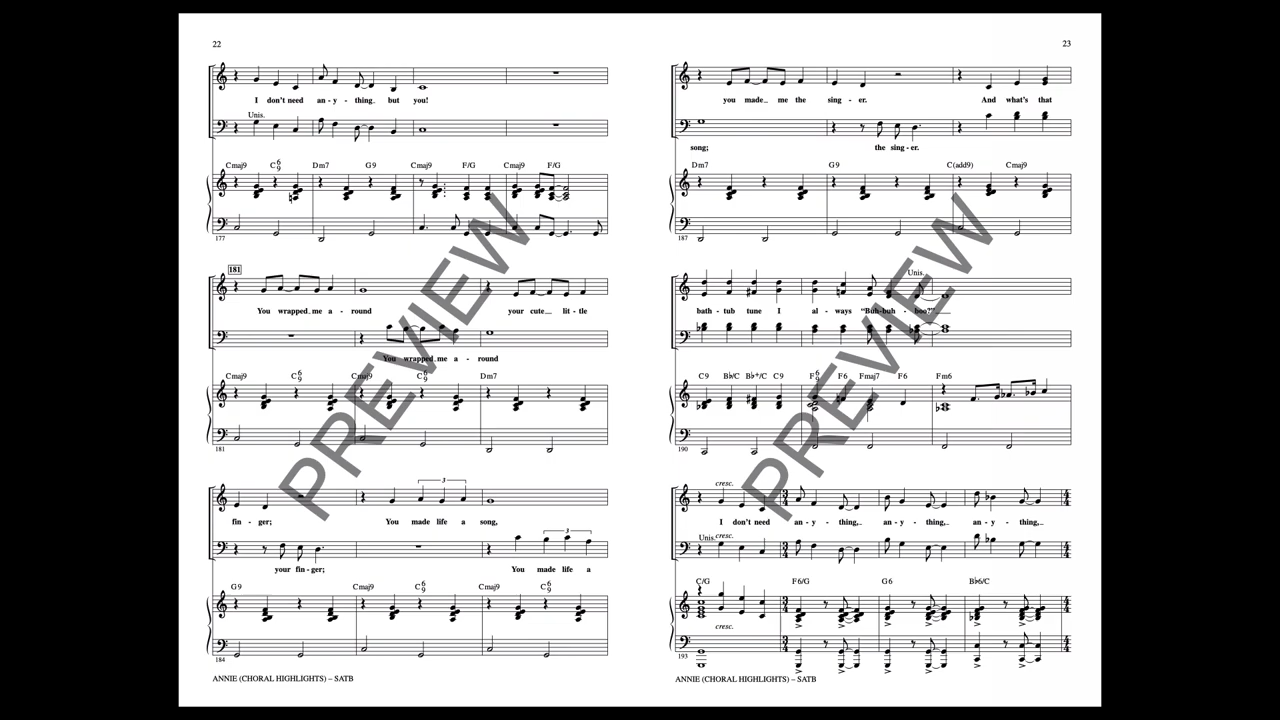 22
I don't need an - y - thing but you!
Unis.
Cmaj9 C6/9 Dm7 G9 Cmaj9 F/G Cmaj9 F/G
177
181
You wrapped me a - round your cute lit - tle
You wrapped me a - round
Cmaj9 C6/9 Cmaj9 C6/9 Dm7
181
3
fin - ger; You made life a song,
3
your fin - ger; You made life a
G9 Cmaj9 C6/9 Cmaj9 C6/9
184
ANNIE (CHORAL HIGHLIGHTS) – SATB
PREVIEW
23
you made me the sing - er. And what's that
song; the sing - er.
Dm7 G9 C(add9) Cmaj9
187
Unis.
bath - tub tune I al - ways "Buh-buh - boo?"
C9 B♭/C B♭+/C C9 F6/9 F6 Fmaj7 F6 Fm6
190
cresc.
I don't need an - y - thing, an - y - thing, an - y - thing,
Unis. cresc.
C/G F6/G G6 B♭6/C
cresc.
193
ANNIE (CHORAL HIGHLIGHTS) – SATB
PREVIEW